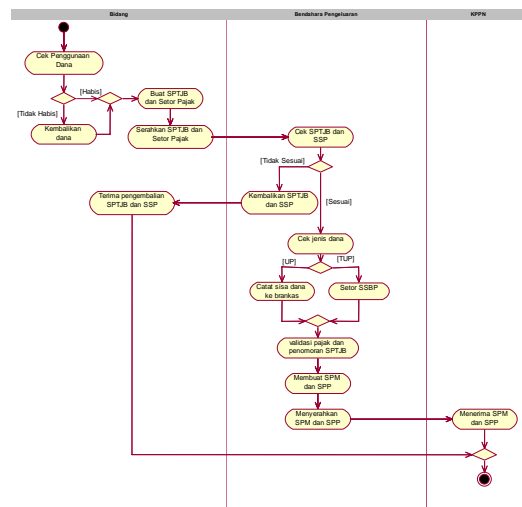 Bidang
Bendahara Pengeluaran
KPPN
Cek Penggunaan
Dana
[Habis]
[Tidak Habis]
Kembalikan
dana
Buat SPTJB
dan Setor Pajak
Serahkan SPTJB dan
Setor Pajak
Cek SPTJB dan
SSP
[Tidak Sesuai]
[Sesuai]
Kembalikan SPTJB
dan SSP
Terima pengembalian
SPTJB dan SSP
Cek jenis dana
[UP]
[TUP]
Catat sisa dana
ke brankas
Setor SSBP
validasi pajak dan
penomoran SPTJB
Membuat SPM
dan SPP
Menyerahkan
SPM dan SPP
Menerima SPM
dan SPP